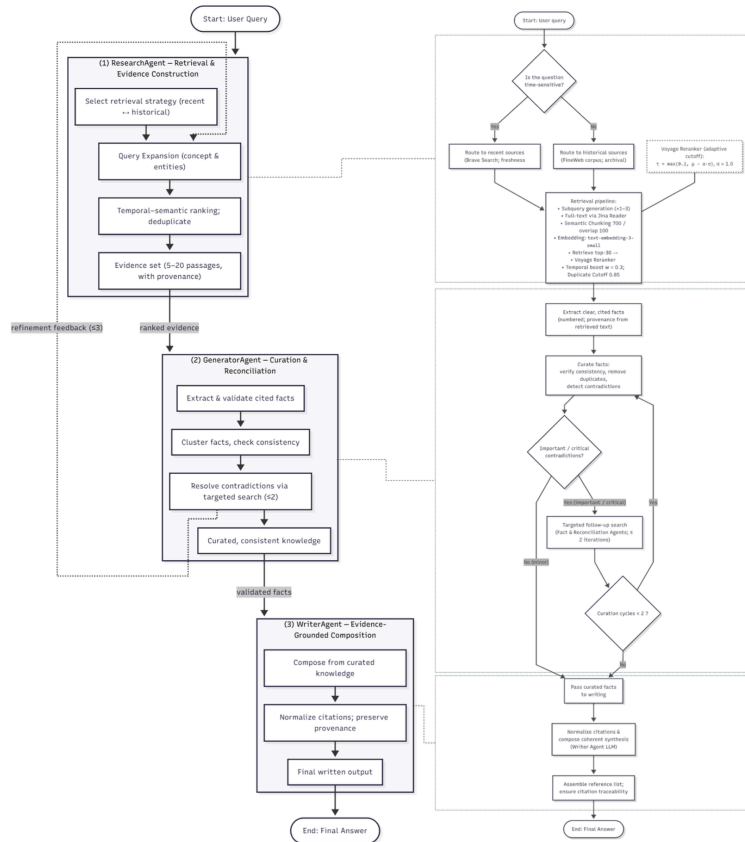 Start: User Query
(1) ResearchAgent – Retrieval &
Evidence Construction
Select retrieval strategy (recent
↔ historical)
Query Expansion (concept &
entities)
Temporal–semantic ranking;
deduplicate
Evidence set (5–20 passages,
with provenance)
refinement feedback (≤3)
ranked evidence
(2) GeneratorAgent – Curation &
Reconciliation
Extract & validate cited facts
Cluster facts, check consistency
Resolve contradictions via
targeted search (≤2)
Curated, consistent knowledge
validated facts
(3) WriterAgent – Evidence-
Grounded Composition
Compose from curated
knowledge
Normalize citations; preserve
provenance
Final written output
End: Final Answer
Start: User query
Is the question
time-sensitive?
Yes
No
Route to recent sources
(Brave Search; freshness
Route to historical sources
(FineWeb corpus; archival)
Voyage Reranker (adaptive
cutoff):
Retrieval pipeline:
• Subquery generation (×1–3)
• Full-text via Jina Reader
• Semantic Chunking 700 /
overlap 100
• Embedding: text-embedding-3-
small
• Retrieve top-30 →
• Voyage Reranker
• Temporal boost w = 0.3;
Duplicate Cutoff 0.85
Extract clear, cited facts
(numbered; provenance from
retrieved text)
Curate facts:
verify consistency, remove
duplicates,
detect contradictions
Important / critical
contradictions?
Yes (important / critical)
Yes
Targeted follow-up search
(Fact & Reconciliation Agents; ≤
2 iterations)
No (minor)
Curation cycles < 2 ?
No
Pass curated facts
to writing
Normalize citations &
compose coherent synthesis
(Writer Agent LLM)
Assemble reference list;
ensure citation traceability
End: Final Answer